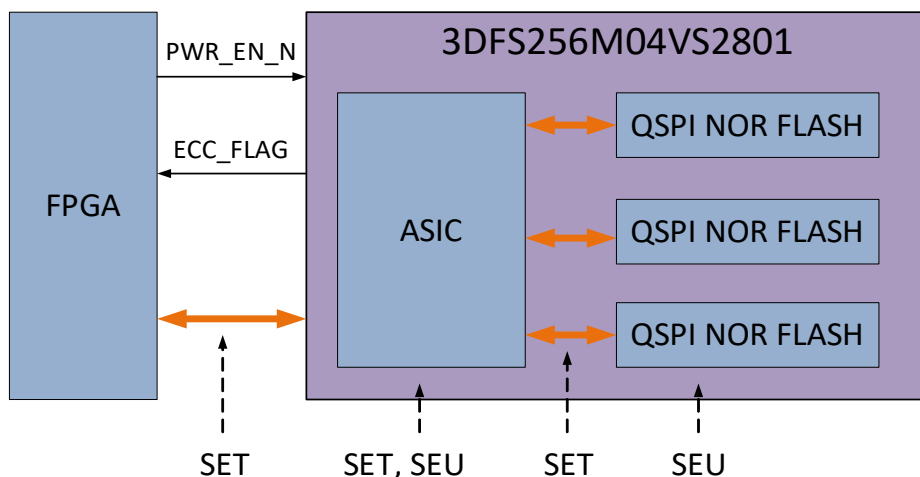 3DFS256M04VS2801
PWR_EN_N
ECC_FLAG
FPGA
ASIC
QSPI NOR FLASH
QSPI NOR FLASH
QSPI NOR FLASH
SET
SET, SEU
SET
SEU